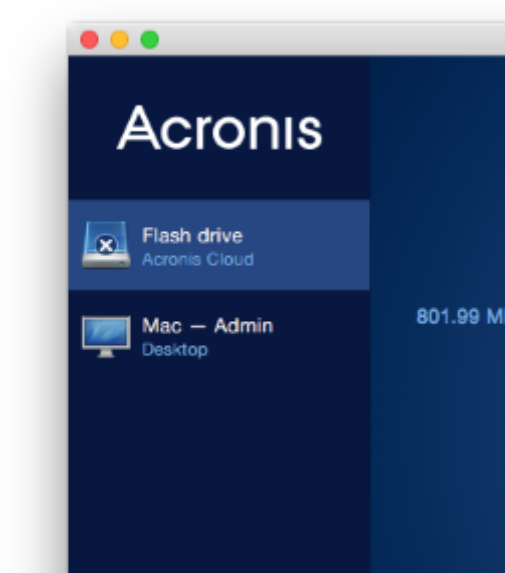 Acronis
Flash drive
Acronis Cloud
Mac — Admin
Desktop
801.99